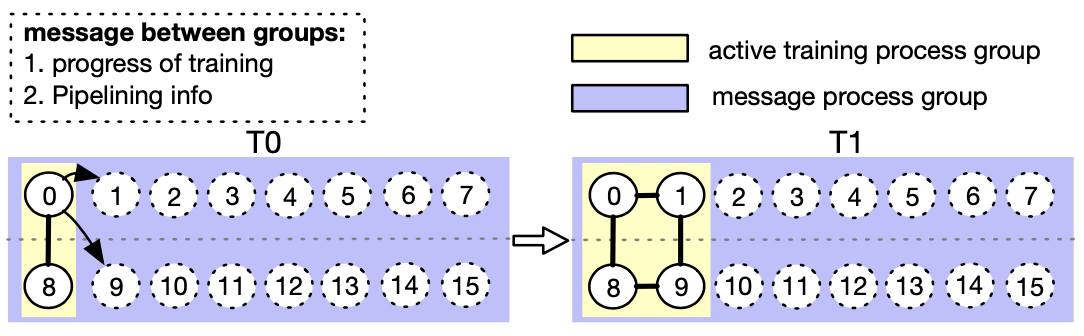 message between groups:
1. progress of training
2. Pipelining info
active training process group
message process group
T0
0 1 2 3 4 5 6 7
8 9 10 11 12 13 14 15
T1
0 1 2 3 4 5 6 7
8 9 10 11 12 13 14 15